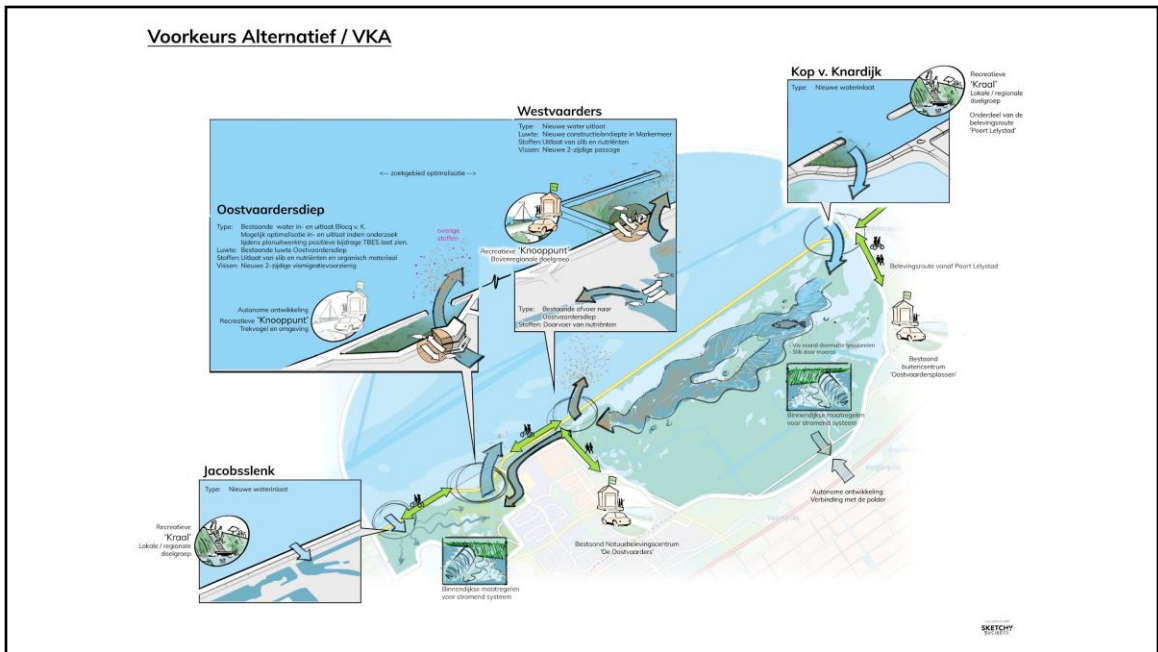 Voorkeurs Alternatief / VKA
Kop v. Knardijk
Type: Nieuwe waterinlaat
Recreatieve
'Kraal'
Lokale / regionale
doelgroep
Onderdeel van de
belevingsroute
'Poort Lelystad'
Westvaarders
Type: Nieuwe water uitlaat
Luwte: Nieuwe constructie/ondiepte in Markermeer
Stoffen: Uitlaat van slib en nutriënten
Vissen: Nieuwe 2-zijdige passage
Recreatieve 'Knooppunt'
Bovenregionale doelgroep
Type: Bestaande afvoer naar
Oostvaardersdiep
Stoffen: Doorvoer van nutriënten
<-- zoekgebied optimalisatie -->
Oostvaardersdiep
Type: Bestaande water in- en uitlaat Blocq v. K.
Mogelijk optimalisatie in- en uitlaat indien onderzoek
tijdens planuitwerking positieve bijdrage TBES laat zien.
Luwte: Bestaande luwte Oostvaardersdiep
Stoffen: Uitlaat van slib en nutriënten en organisch materiaal
Vissen: Nieuwe 2-zijdige vismigratievoorzienig
overige
stoffen
Autonome ontwikkeling
Recreatieve 'Knooppunt'
Trekvogel en omgeving
Belevingsroute vanaf Poort Lelystad
Bestaand
buitencentrum
'Oostvaardersplassen'
- Slib door moeras
Binnendijkse maatregelen
voor stromend systeem
Autonome ontwikkeling:
Verbinding met de polder
Jacobsslenk
Type: Nieuwe waterinlaat
Recreatieve
'Kraal'
Lokale / regionale
doelgroep
Bestaand Natuurbelevingscentrum
'De Oostvaarders'
Binnendijkse maatregelen
voor stromend systeem
SKETCHY
BUSINESS